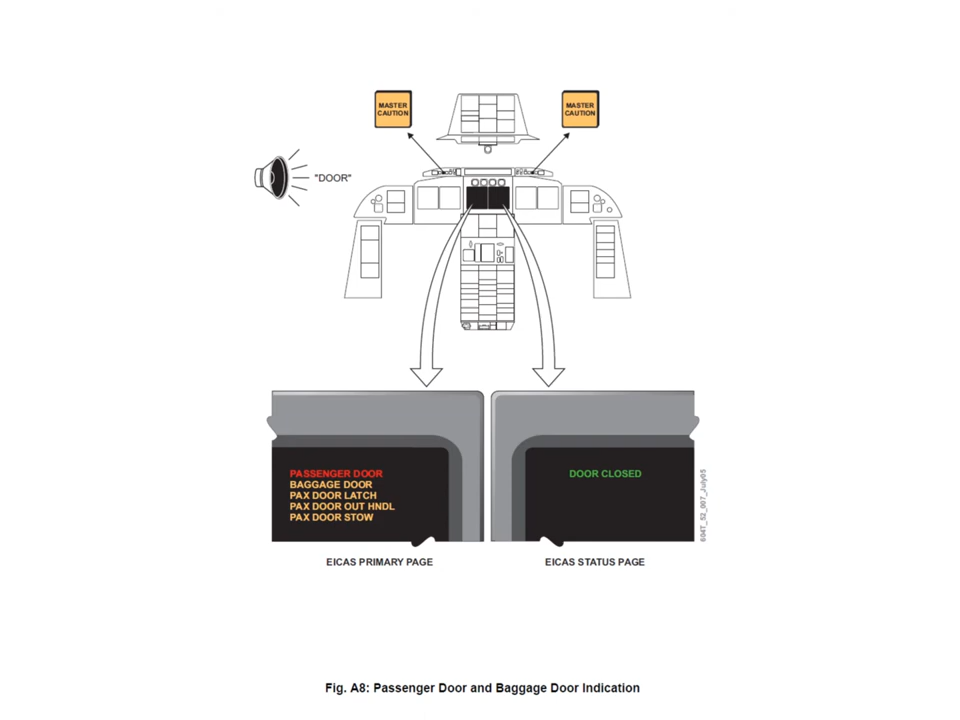 MASTER
CAUTION
MASTER
CAUTION
"DOOR"
PASSENGER DOOR
BAGGAGE DOOR
PAX DOOR LATCH
PAX DOOR OUT HNDL
PAX DOOR STOW
DOOR CLOSED
604T_52_007_July05
EICAS PRIMARY PAGE
EICAS STATUS PAGE
Fig. A8: Passenger Door and Baggage Door Indication